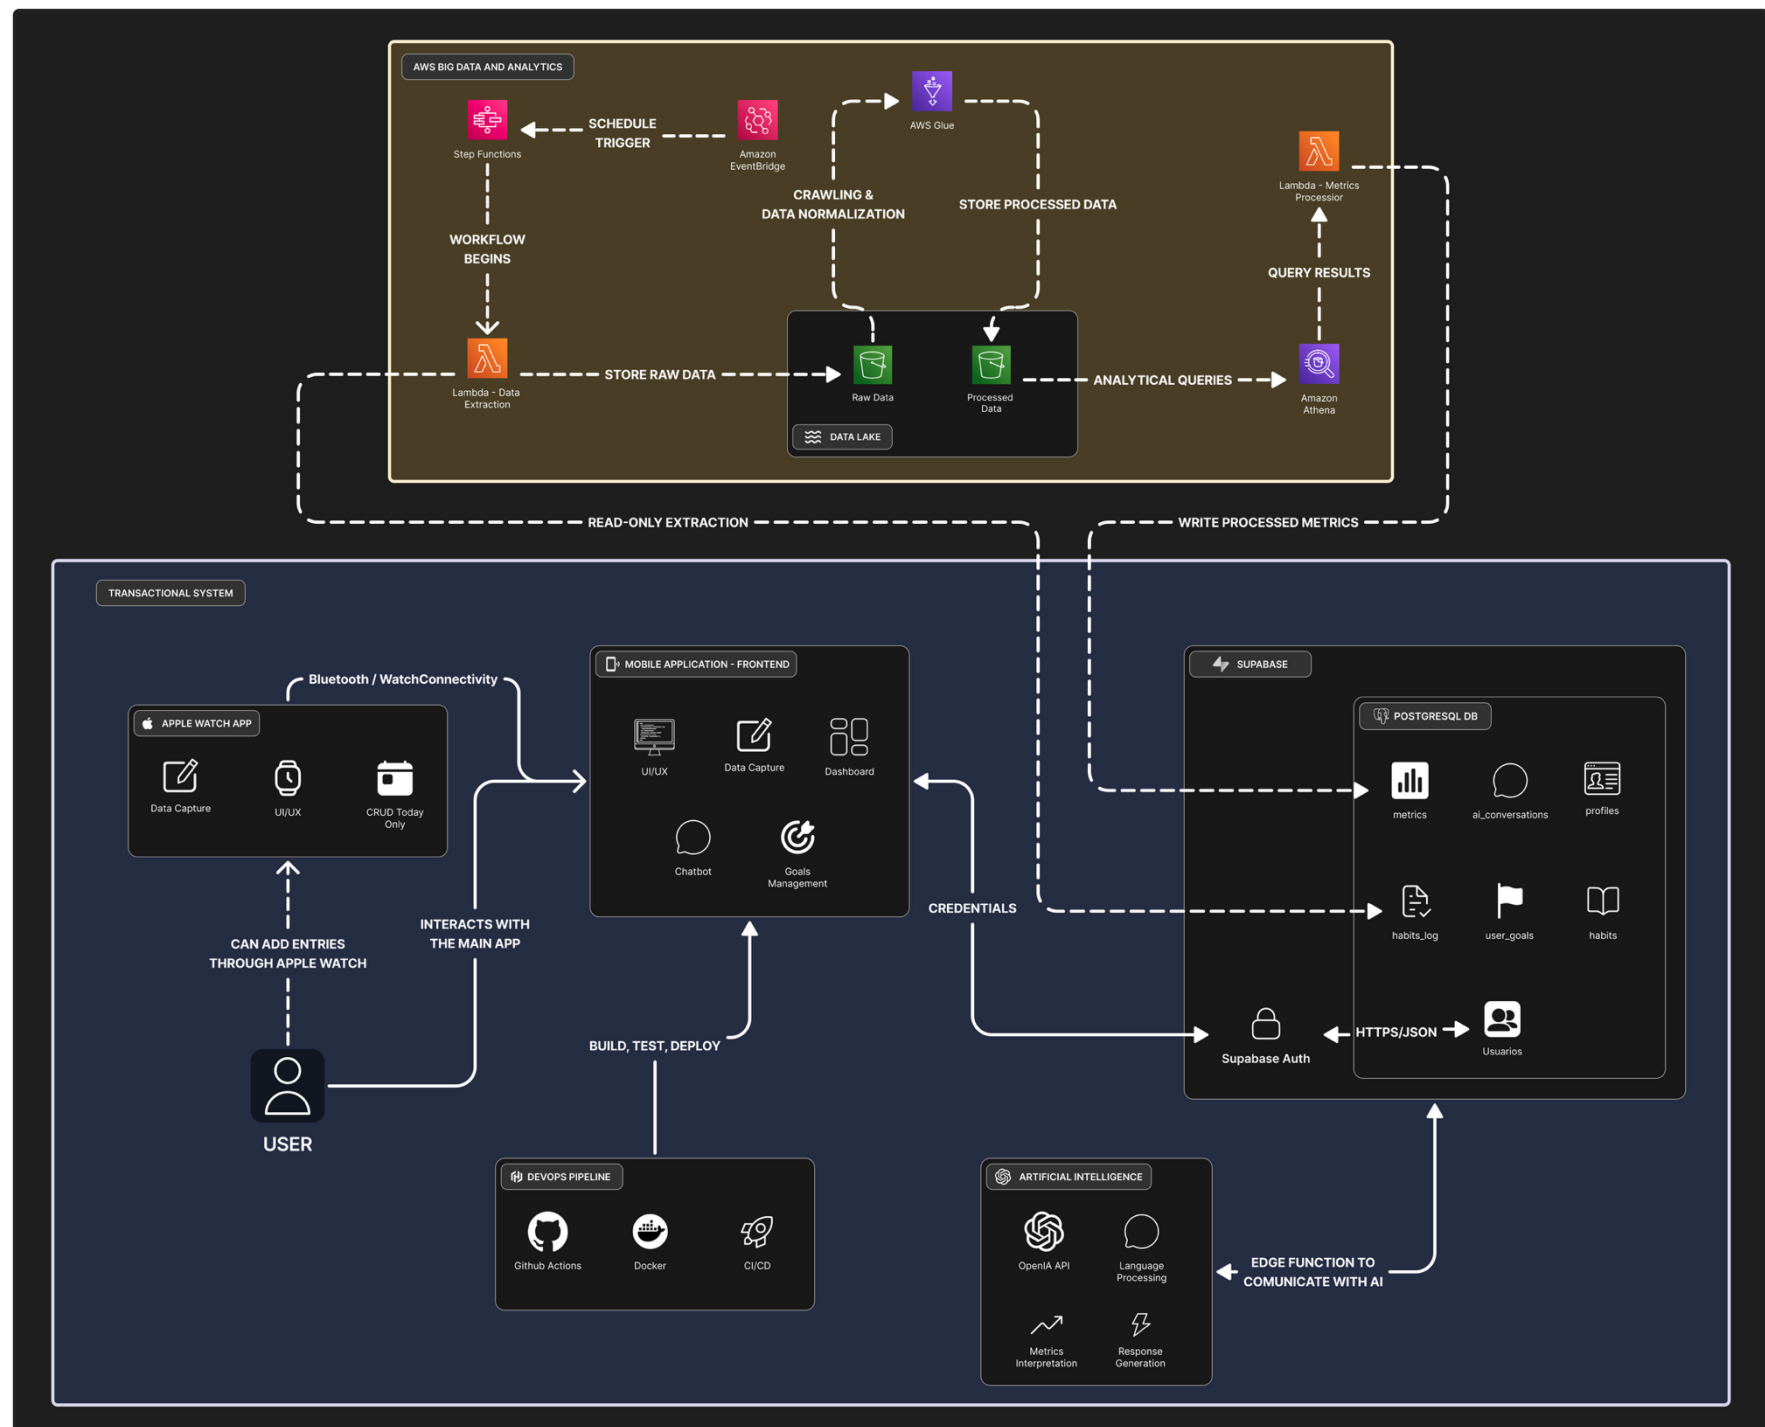 AWS BIG DATA AND ANALYTICS
Step Functions
SCHEDULE
TRIGGER
Amazon
EventBridge
AWS Glue
Lambda - Metrics
Processior
CRAWLING &
DATA NORMALIZATION
STORE PROCESSED DATA
WORKFLOW
BEGINS
QUERY RESULTS
Lambda - Data
Extraction
STORE RAW DATA
Raw Data
Processed
Data
ANALYTICAL QUERIES
Amazon
Athena
DATA LAKE
READ-ONLY EXTRACTION
WRITE PROCESSED METRICS
TRANSACTIONAL SYSTEM
Bluetooth / WatchConnectivity
APPLE WATCH APP
Data Capture
UI/UX
CRUD Today
Only
MOBILE APPLICATION - FRONTEND
UI/UX
Data Capture
Dashboard
Chatbot
Goals
Management
SUPABASE
POSTGRESQL DB
metrics
ai_conversations
profiles
habits_log
user_goals
habits
CREDENTIALS
INTERACTS WITH
THE MAIN APP
CAN ADD ENTRIES
THROUGH APPLE WATCH
Supabase Auth
HTTPS/JSON
Usuarios
BUILD, TEST, DEPLOY
USER
DEVOPS PIPELINE
Github Actions
Docker
CI/CD
ARTIFICIAL INTELLIGENCE
OpenIA API
Language
Processing
Metrics
Interpretation
Response
Generation
EDGE FUNCTION TO
COMUNICATE WITH AI